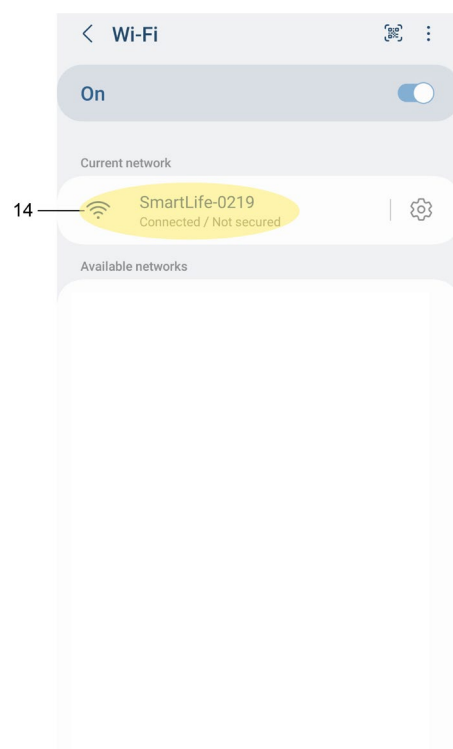 Wi-Fi
On
Current network
14
SmartLife-0219
Connected / Not secured
Available networks